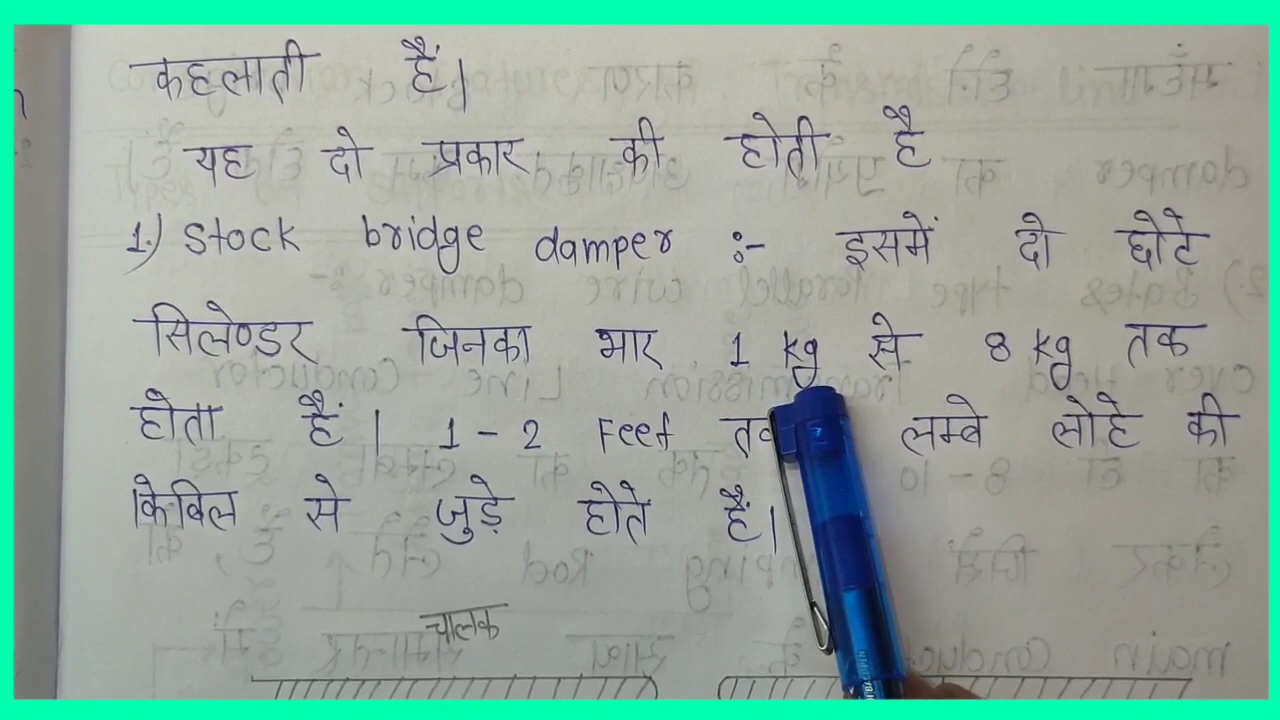 कहलाती हैं।
यह दो प्रकार की होती है
1.) Stock bridge damper :- इसमें दो छोटे
सिलेण्डर जिनका भार 1 kg से 8 kg तक
होता हैं। 1-2 Feet लम्बे लोहे की
केबिल से जुड़े होते हैं।
चालक